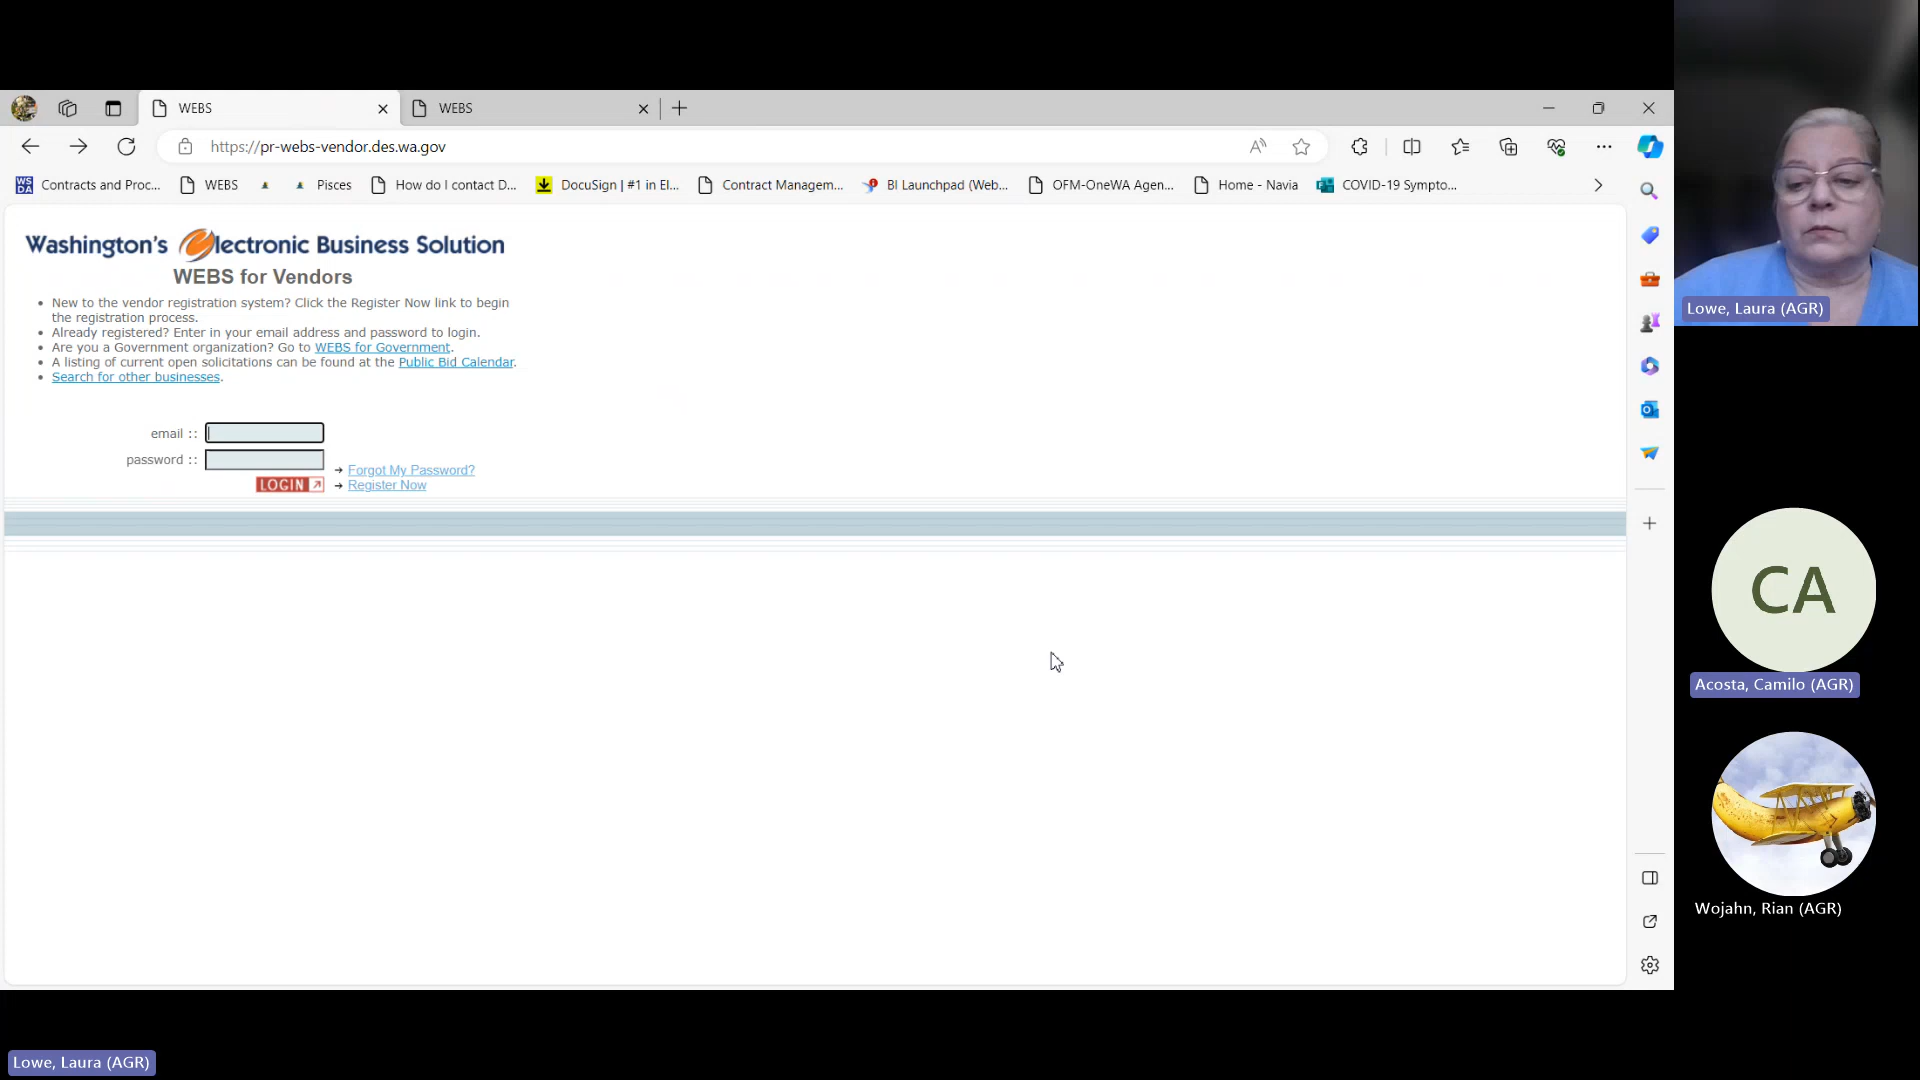 WEBS
WEBS
https://pr-webs-vendor.des.wa.gov
WS
DA
Contracts and Proc...
WEBS
Pisces
How do I contact D...
DocuSign | #1 in El...
Contract Managem...
BI Launchpad (Web...
OFM-OneWA Agen...
Home - Navia
COVID-19 Sympto...
Washington's electronic Business Solution
WEBS for Vendors
• New to the vendor registration system? Click the Register Now link to begin
the registration process.
• Already registered? Enter in your email address and password to login.
• Are you a Government organization? Go to WEBS for Government.
• A listing of current open solicitations can be found at the Public Bid Calendar.
• Search for other businesses.
email ::
password ::
→ Forgot My Password?
LOGIN
→ Register Now
Lowe, Laura (AGR)
CA
Acosta, Camilo (AGR)
Wojahn, Rian (AGR)
Lowe, Laura (AGR)